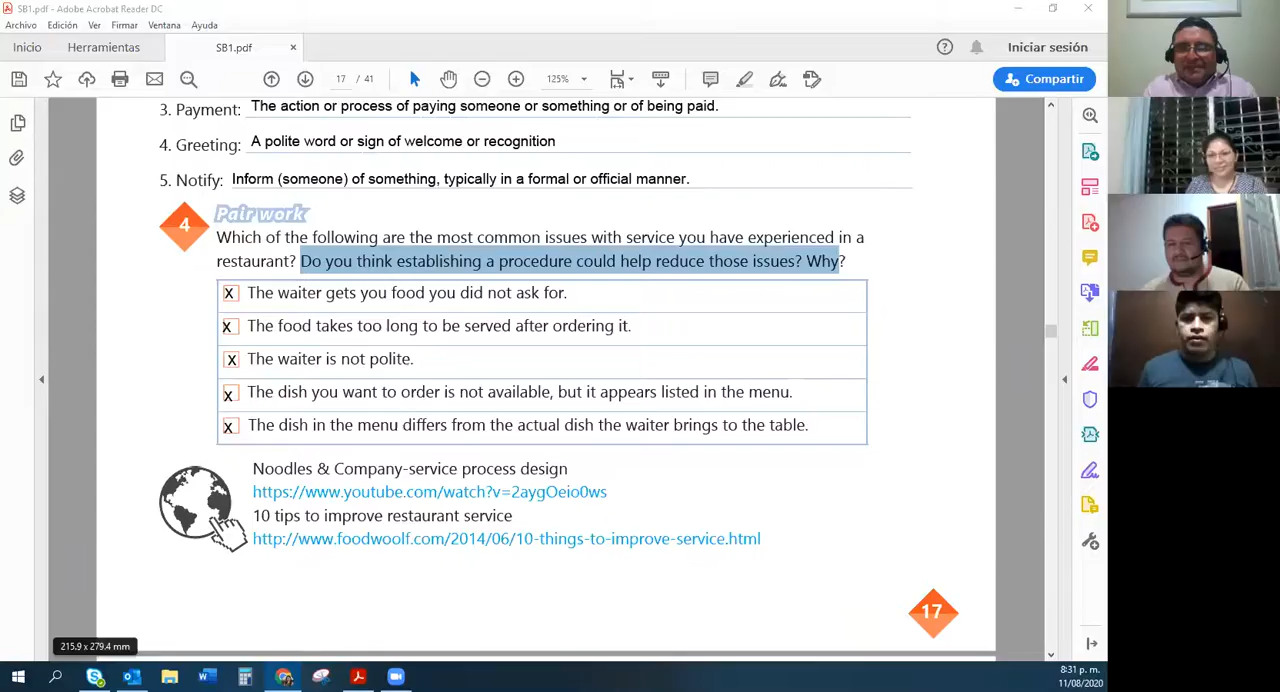 SB1.pdf - Adobe Acrobat Reader DC
Archivo Edición Ver Firmar Ventana Ayuda
Inicio Herramientas SB1.pdf × Iniciar sesión
17 / 41 125% Compartir
3. Payment: The action or process of paying someone or something or of being paid.
4. Greeting: A polite word or sign of welcome or recognition
5. Notify: Inform (someone) of something, typically in a formal or official manner.
4 Pair work
Which of the following are the most common issues with service you have experienced in a
restaurant? Do you think establishing a procedure could help reduce those issues? Why?
x The waiter gets you food you did not ask for.
x The food takes too long to be served after ordering it.
x The waiter is not polite.
x The dish you want to order is not available, but it appears listed in the menu.
x The dish in the menu differs from the actual dish the waiter brings to the table.
Noodles & Company-service process design
https://www.youtube.com/watch?v=2aygOeio0ws
10 tips to improve restaurant service
http://www.foodwoolf.com/2014/06/10-things-to-improve-service.html
17
215.9 x 279.4 mm
8:31 p. m.
11/08/2020